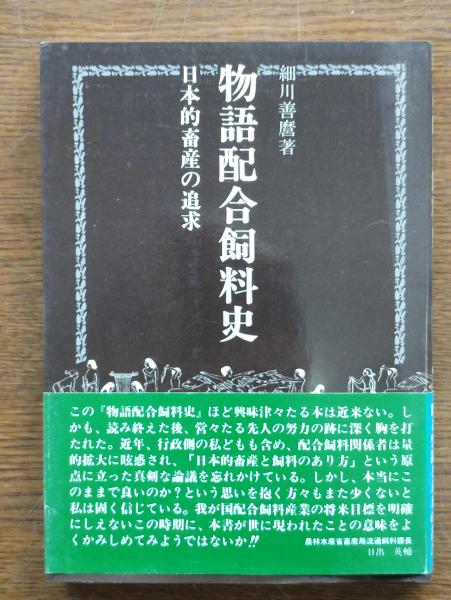 細川善麿著
物語配合飼料史
日本的畜産の追求
この『物語配合飼料史』ほど興味津々たる本は近来ない。し
かも、読み終えた後、営々たる先人の努力の跡に深く胸を打
たれた。近年、行政側の私どもも含め、配合飼料関係者は量
的拡大に眩惑され、「日本的畜産と飼料のあり方」という原
点に立った真剣な論議を忘れかけている。しかし、本当にこ
のままで良いのか？という思いを抱く方々もまた少くないと
私は固く信じている。我が国配合飼料産業の将来目標を明確
にしえないこの時期に、本書が世に現われたことの意味をよ
くかみしめてみようではないか!!
農林水産省畜産局流通飼料課長
日出 英輔